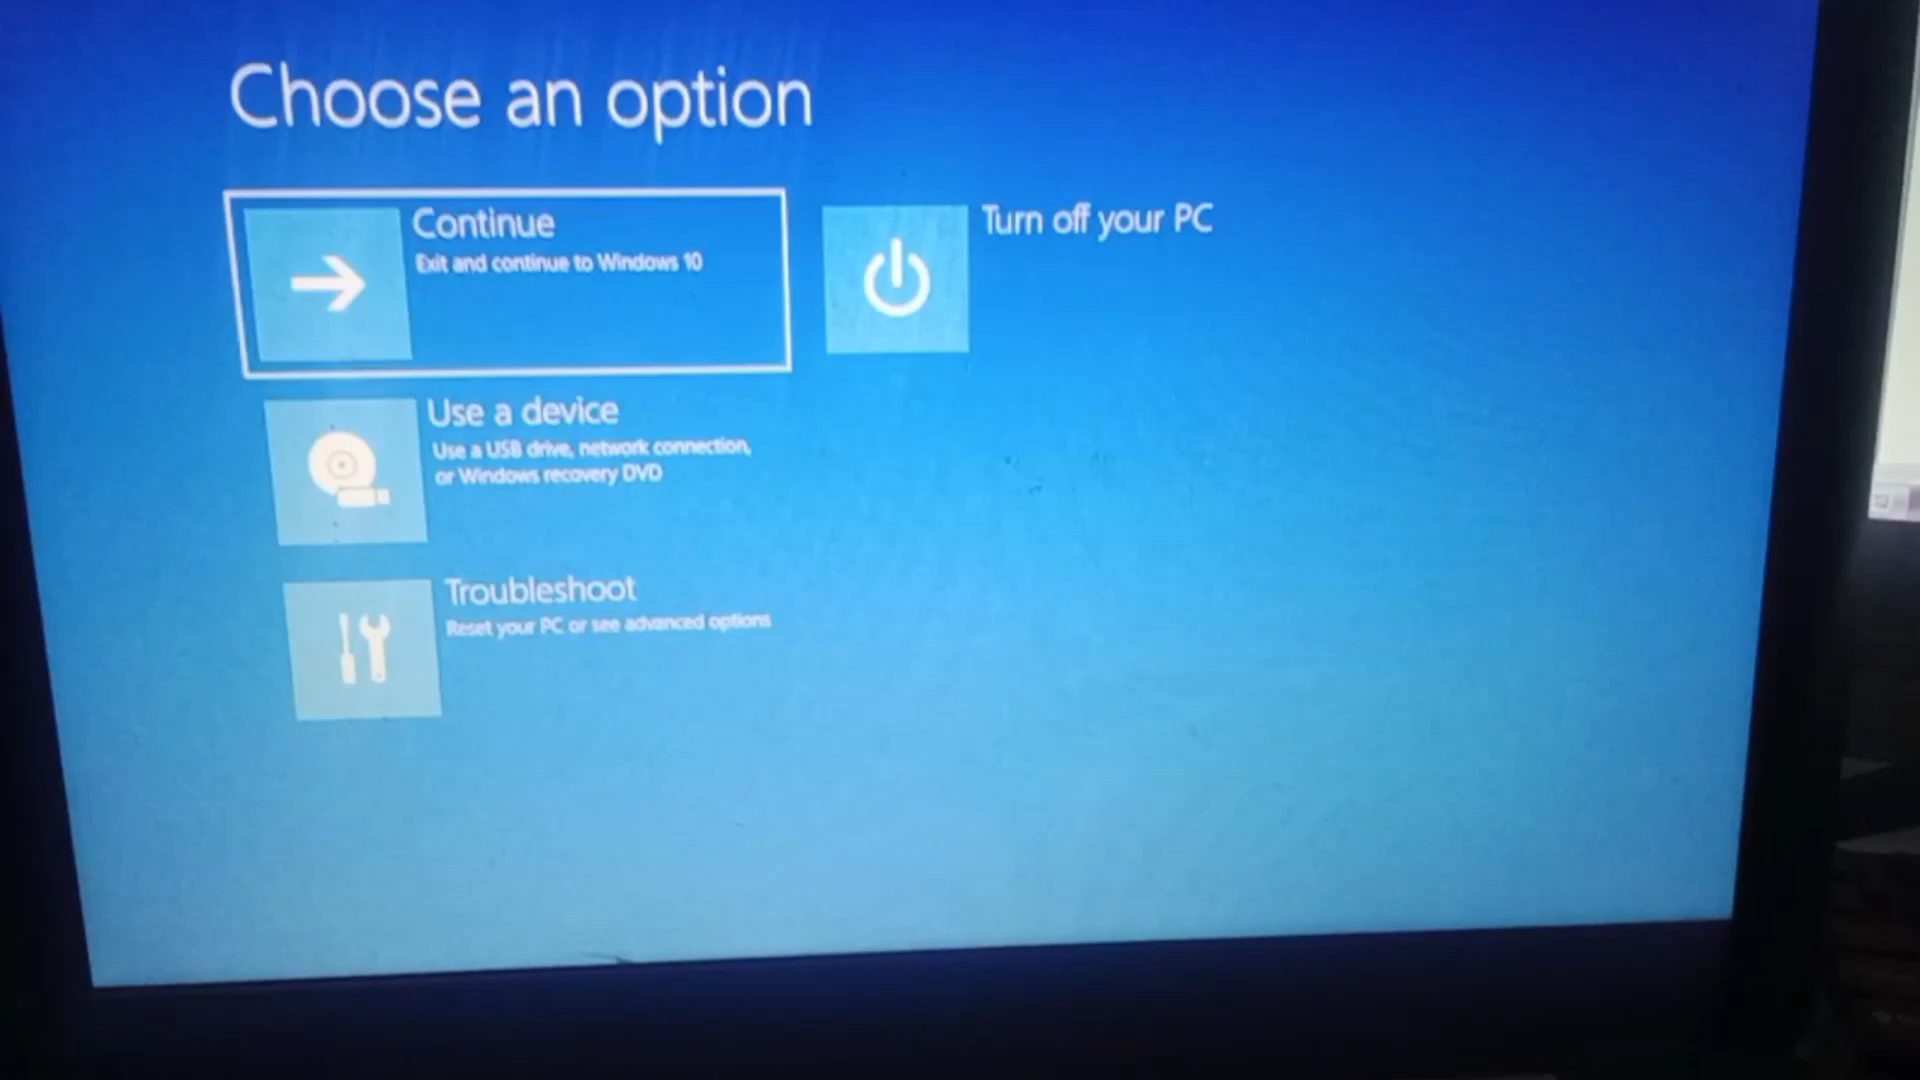 Choose an option
Continue
Exit and continue to Windows 10
Turn off your PC
Use a device
Use a USB drive, network connection,
or Windows recovery DVD
Troubleshoot
Reset your PC or see advanced options